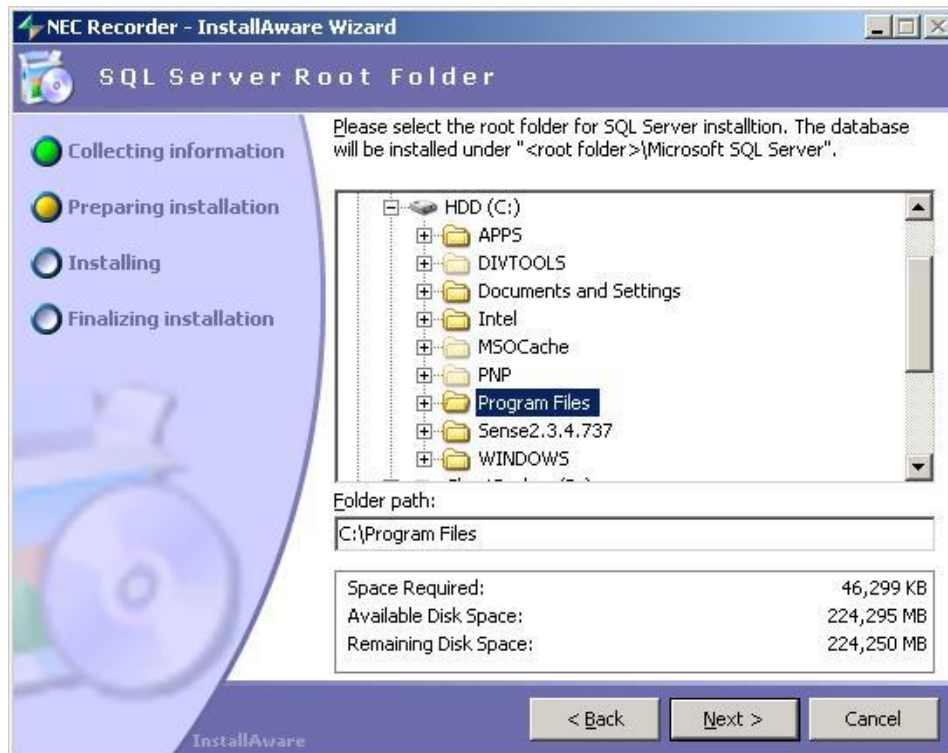 NEC Recorder - InstallAware Wizard
SQL Server Root Folder
Collecting information
Preparing installation
Installing
Finalizing installation
Please select the root folder for SQL Server installtion. The database
will be installed under "<root folder>\Microsoft SQL Server".
HDD (C:)
APPS
DIVTOOLS
Documents and Settings
Intel
MSOCache
PNP
Program Files
Sense2.3.4.737
WINDOWS
Folder path:
C:\Program Files
Space Required: 46,299 KB
Available Disk Space: 224,295 MB
Remaining Disk Space: 224,250 MB
InstallAware
< Back Next > Cancel